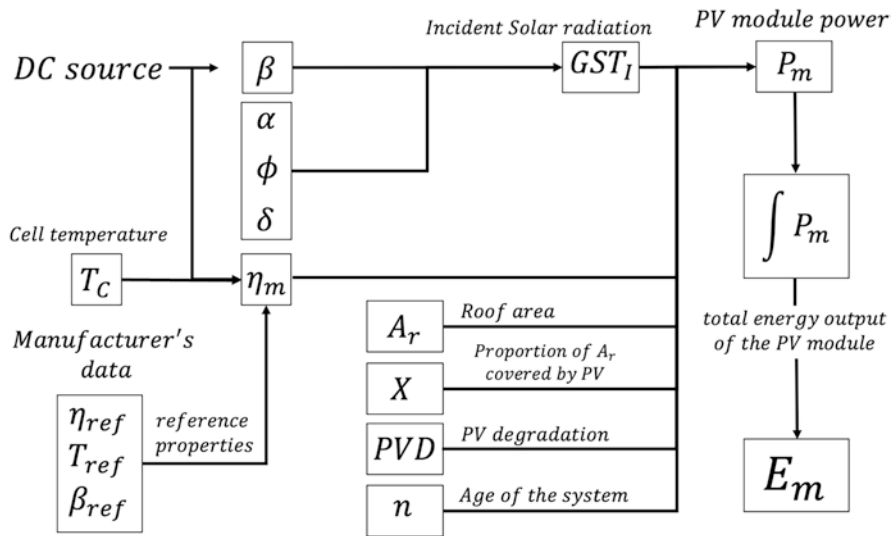 Incident Solar radiation
PV module power
DC source
β
GST_I
P_m
α
ϕ
δ
∫ P_m
Cell temperature
T_C
η_m
A_r
Roof area
total energy output
of the PV module
Manufacturer's
data
X
Proportion of A_r
covered by PV
η_ref
T_ref
β_ref
reference
properties
PVD
PV degradation
E_m
n
Age of the system